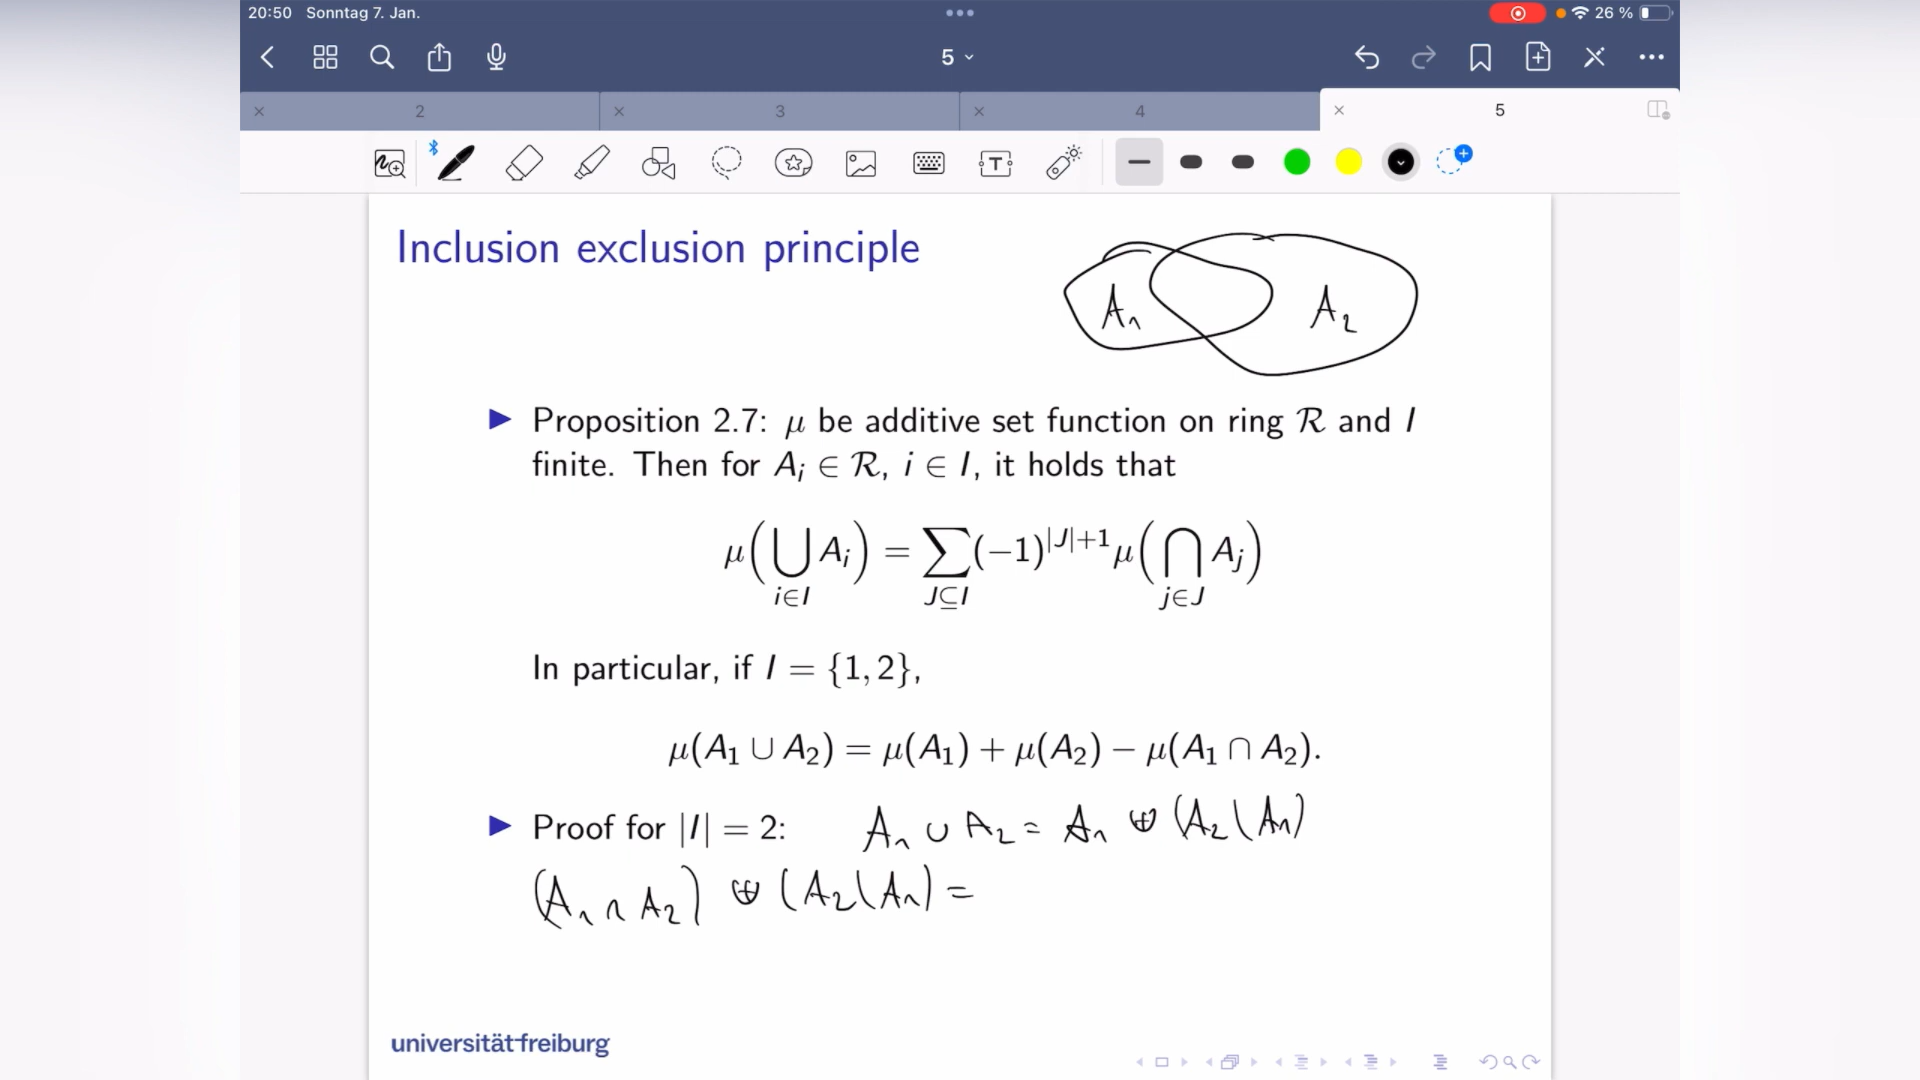 20:50 Sonntag 7. Jan.
26 %
5
2
3
4
5
T
Inclusion exclusion principle
A₁
A₂
▶ Proposition 2.7: μ be additive set function on ring ℛ and I
finite. Then for Aᵢ ∈ ℛ, i ∈ I, it holds that
μ(⋃_{i∈I} Aᵢ) = ∑_{J⊆I} (−1)^{|J|+1} μ(⋂_{j∈J} Aⱼ)
In particular, if I = {1, 2},
μ(A₁ ∪ A₂) = μ(A₁) + μ(A₂) − μ(A₁ ∩ A₂).
▶ Proof for |I| = 2: A₁ ∪ A₂ = A₁ ⊎ (A₂ \ A₁)
(A₁ ∩ A₂) ⊎ (A₂ \ A₁) =
universität freiburg